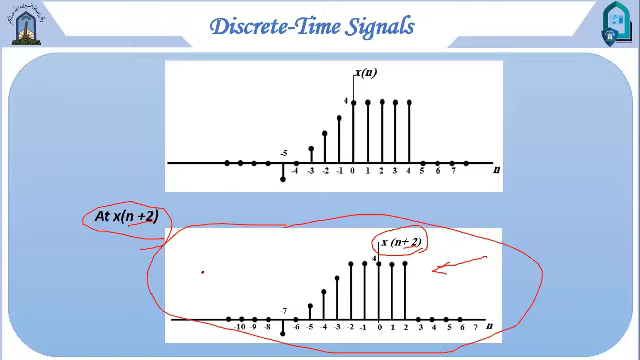 Discrete-Time Signals
x(n)
4
-5
-4 -3 -2 -1 0 1 2 3 4 5 6 7 n
At x(n +2)
x (n+ 2)
4
7
-10 -9 -8 -6 -5 -4 -3 -2 -1 0 1 2 3 4 5 6 7 n